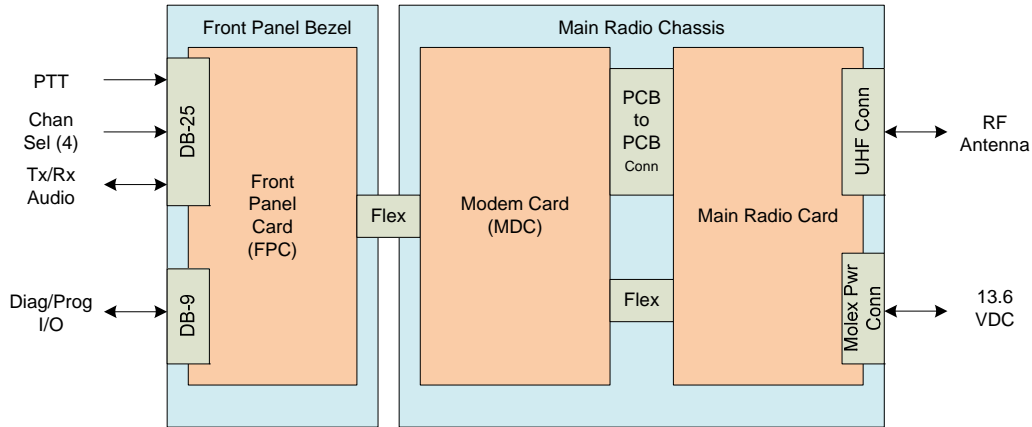 Front Panel Bezel
Main Radio Chassis
PTT
Chan
Sel (4)
Tx/Rx
Audio
DB-25
Front
Panel
Card
(FPC)
Diag/Prog
I/O
DB-9
Flex
Modem Card
(MDC)
PCB
to
PCB
Conn
Flex
Main Radio Card
UHF Conn
RF
Antenna
Molex Pwr
Conn
13.6
VDC